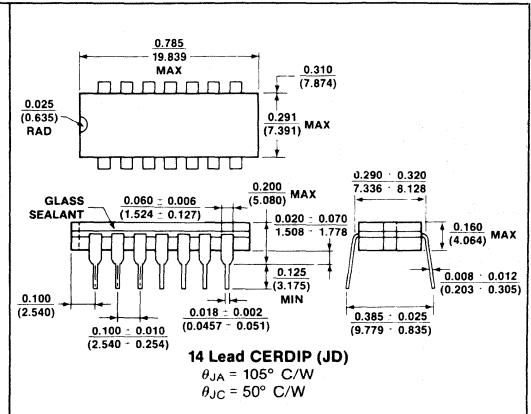 0.785
19.839
MAX
0.310
(7.874)
0.025
(0.635)
RAD
0.291
(7.391) MAX
GLASS
SEALANT
0.060 ± 0.006
(1.524 ± 0.127)
0.200
(5.080) MAX
0.290 - 0.320
7.336 - 8.128
0.020 ± 0.070
1.508 - 1.778
0.160
(4.064) MAX
0.125
(3.175)
MIN
0.008 - 0.012
(0.203 - 0.305)
0.100
(2.540)
0.100 ± 0.010
(2.540 ± 0.254)
0.018 ± 0.002
(0.0457 ± 0.051)
0.385 ± 0.025
(9.779 ± 0.835)
14 Lead CERDIP (JD)
θJA = 105° C/W
θJC = 50° C/W